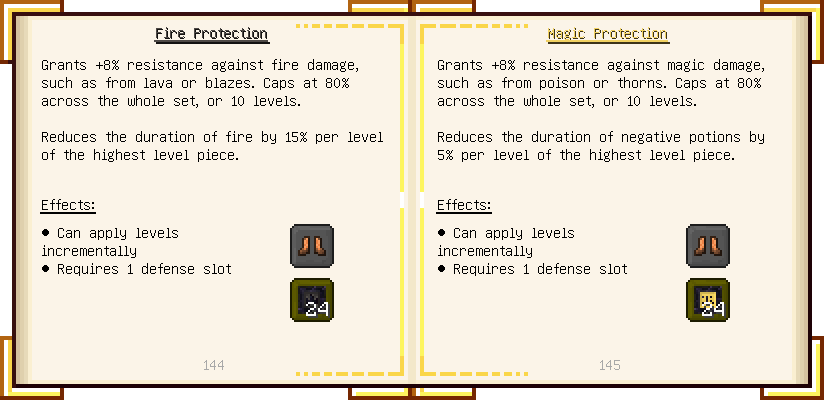 Fire Protection
Grants +8% resistance against fire damage,
such as from lava or blazes. Caps at 80%
across the whole set, or 10 levels.
Reduces the duration of fire by 15% per level
of the highest level piece.
Effects:
• Can apply levels
incrementally
• Requires 1 defense slot
24
144
Magic Protection
Grants +8% resistance against magic damage,
such as from poison or thorns. Caps at 80%
across the whole set, or 10 levels.
Reduces the duration of negative potions by
5% per level of the highest level piece.
Effects:
• Can apply levels
incrementally
• Requires 1 defense slot
24
145